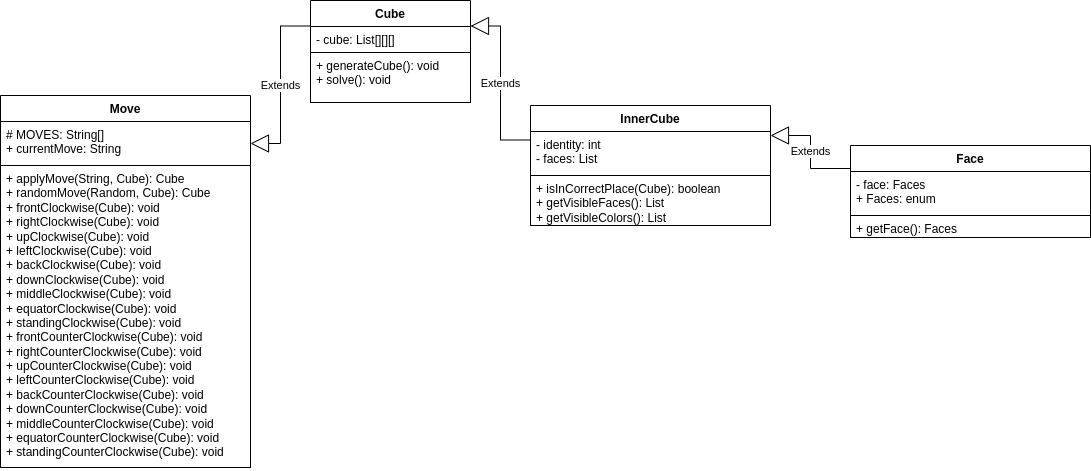 Cube
- cube: List[][][]
+ generateCube(): void
+ solve(): void
Extends
Extends
Move
# MOVES: String[]
+ currentMove: String
+ applyMove(String, Cube): Cube
+ randomMove(Random, Cube): Cube
+ frontClockwise(Cube): void
+ rightClockwise(Cube): void
+ upClockwise(Cube): void
+ leftClockwise(Cube): void
+ backClockwise(Cube): void
+ downClockwise(Cube): void
+ middleClockwise(Cube): void
+ equatorClockwise(Cube): void
+ standingClockwise(Cube): void
+ frontCounterClockwise(Cube): void
+ rightCounterClockwise(Cube): void
+ upCounterClockwise(Cube): void
+ leftCounterClockwise(Cube): void
+ backCounterClockwise(Cube): void
+ downCounterClockwise(Cube): void
+ middleCounterClockwise(Cube): void
+ equatorCounterClockwise(Cube): void
+ standingCounterClockwise(Cube): void
InnerCube
- identity: int
- faces: List
+ isInCorrectPlace(Cube): boolean
+ getVisibleFaces(): List
+ getVisibleColors(): List
Extends
Face
- face: Faces
+ Faces: enum
+ getFace(): Faces